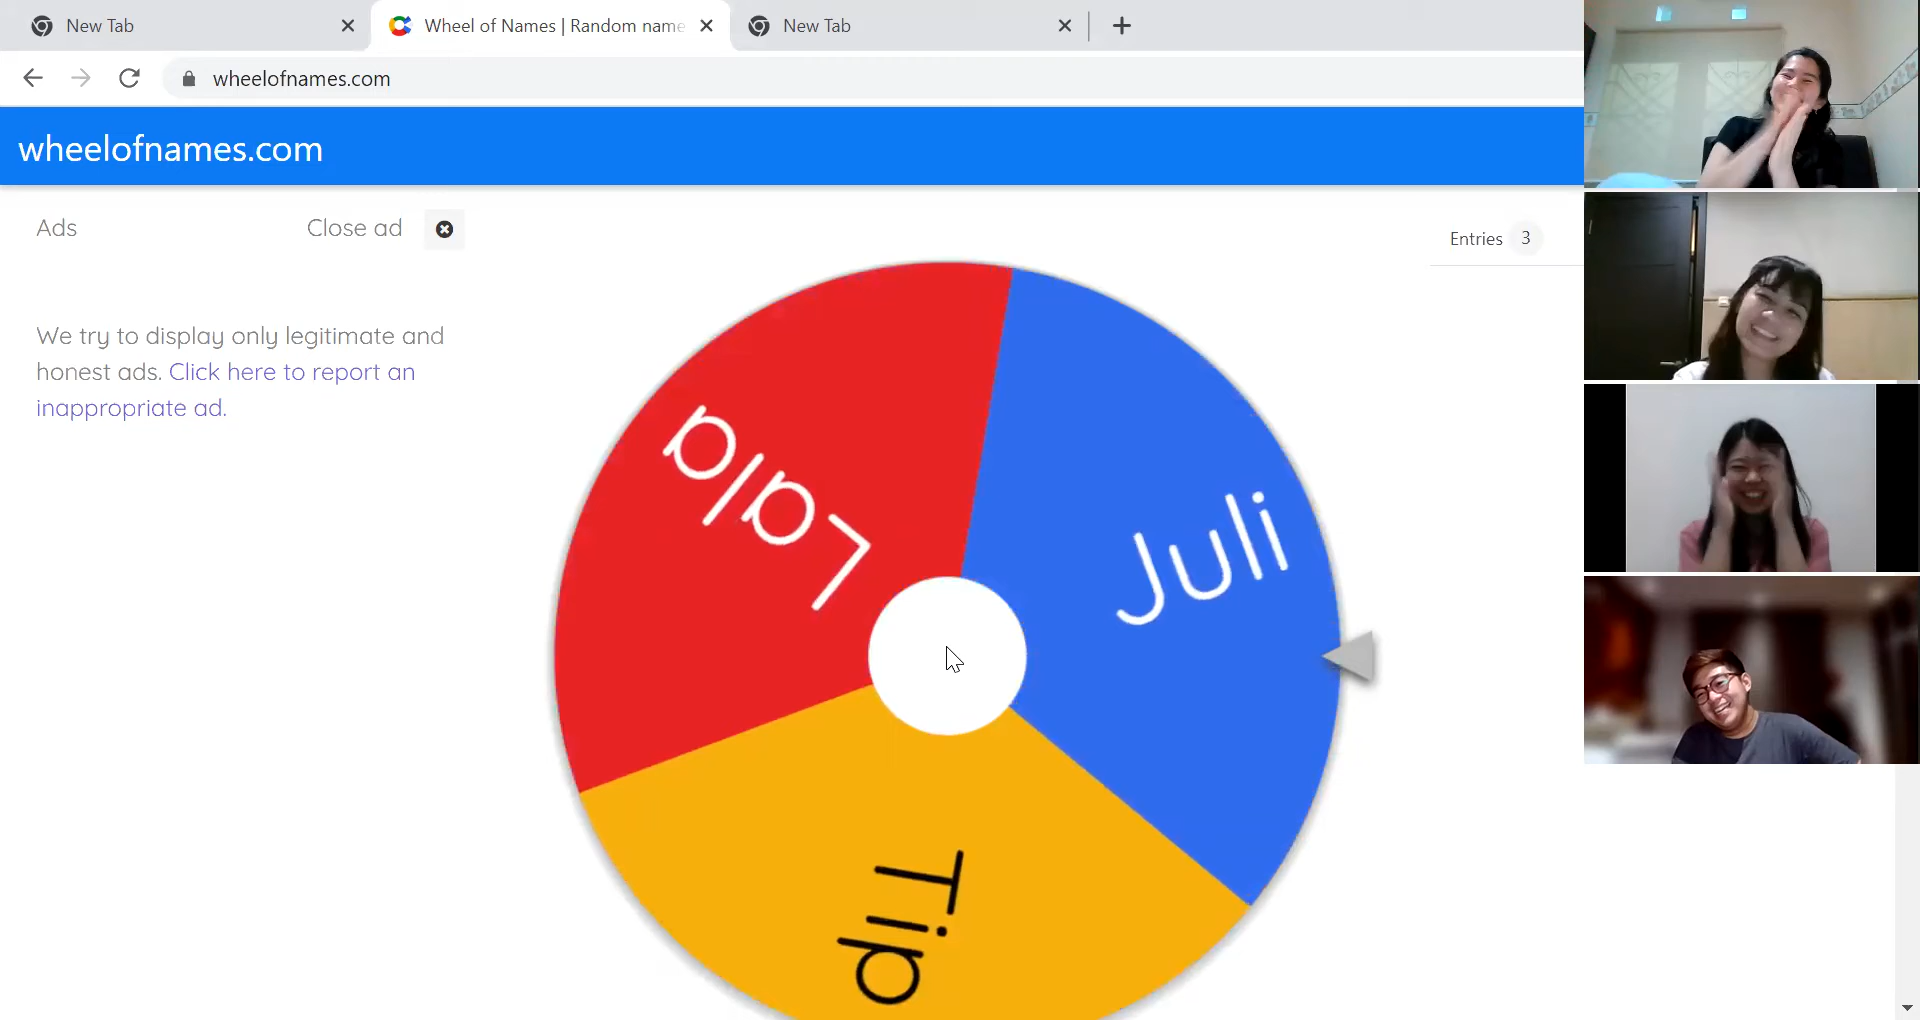 New Tab
Wheel of Names | Random name
New Tab
wheelofnames.com
wheelofnames.com
Ads
Close ad
Entries 3
We try to display only legitimate and
honest ads. Click here to report an
inappropriate ad.
Lala
Juli
Tip